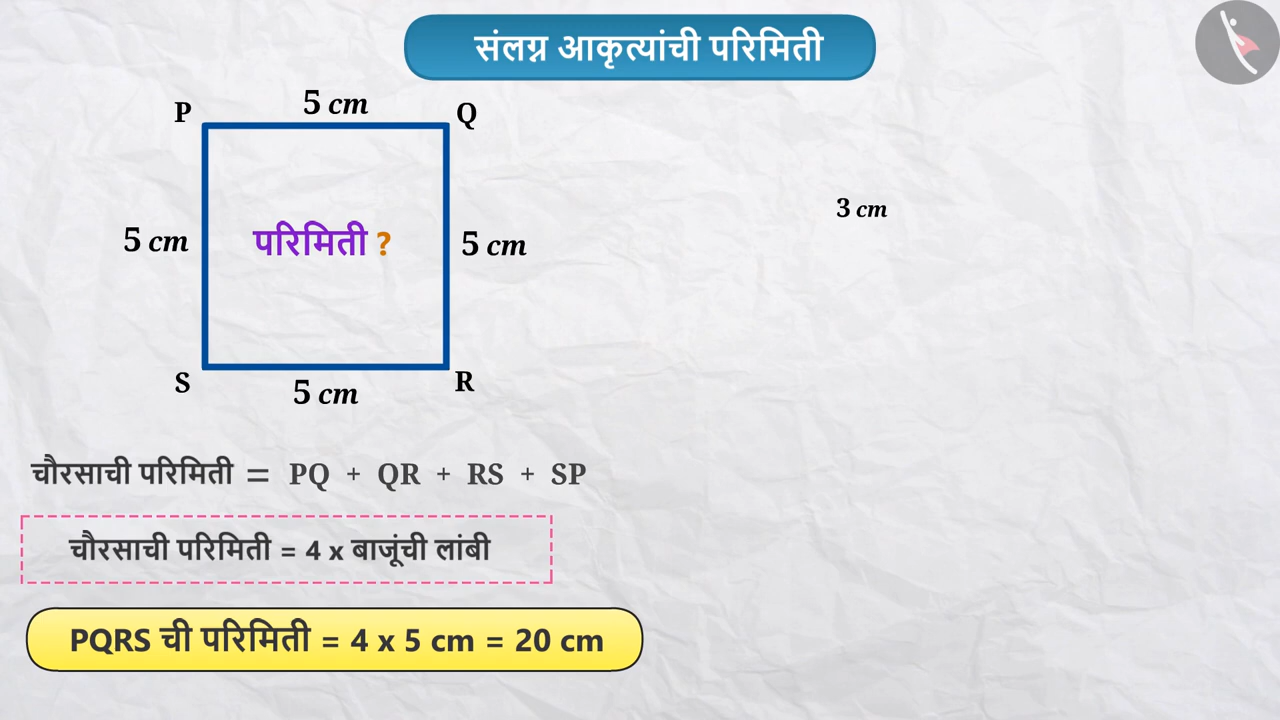 संलग्न आकृत्यांची परिमिती
5 cm
P
Q
3 cm
5 cm
परिमिती ?
5 cm
S
R
5 cm
चौरसाची परिमिती = PQ + QR + RS + SP
चौरसाची परिमिती = 4 x बाजूंची लांबी
PQRS ची परिमिती = 4 x 5 cm = 20 cm